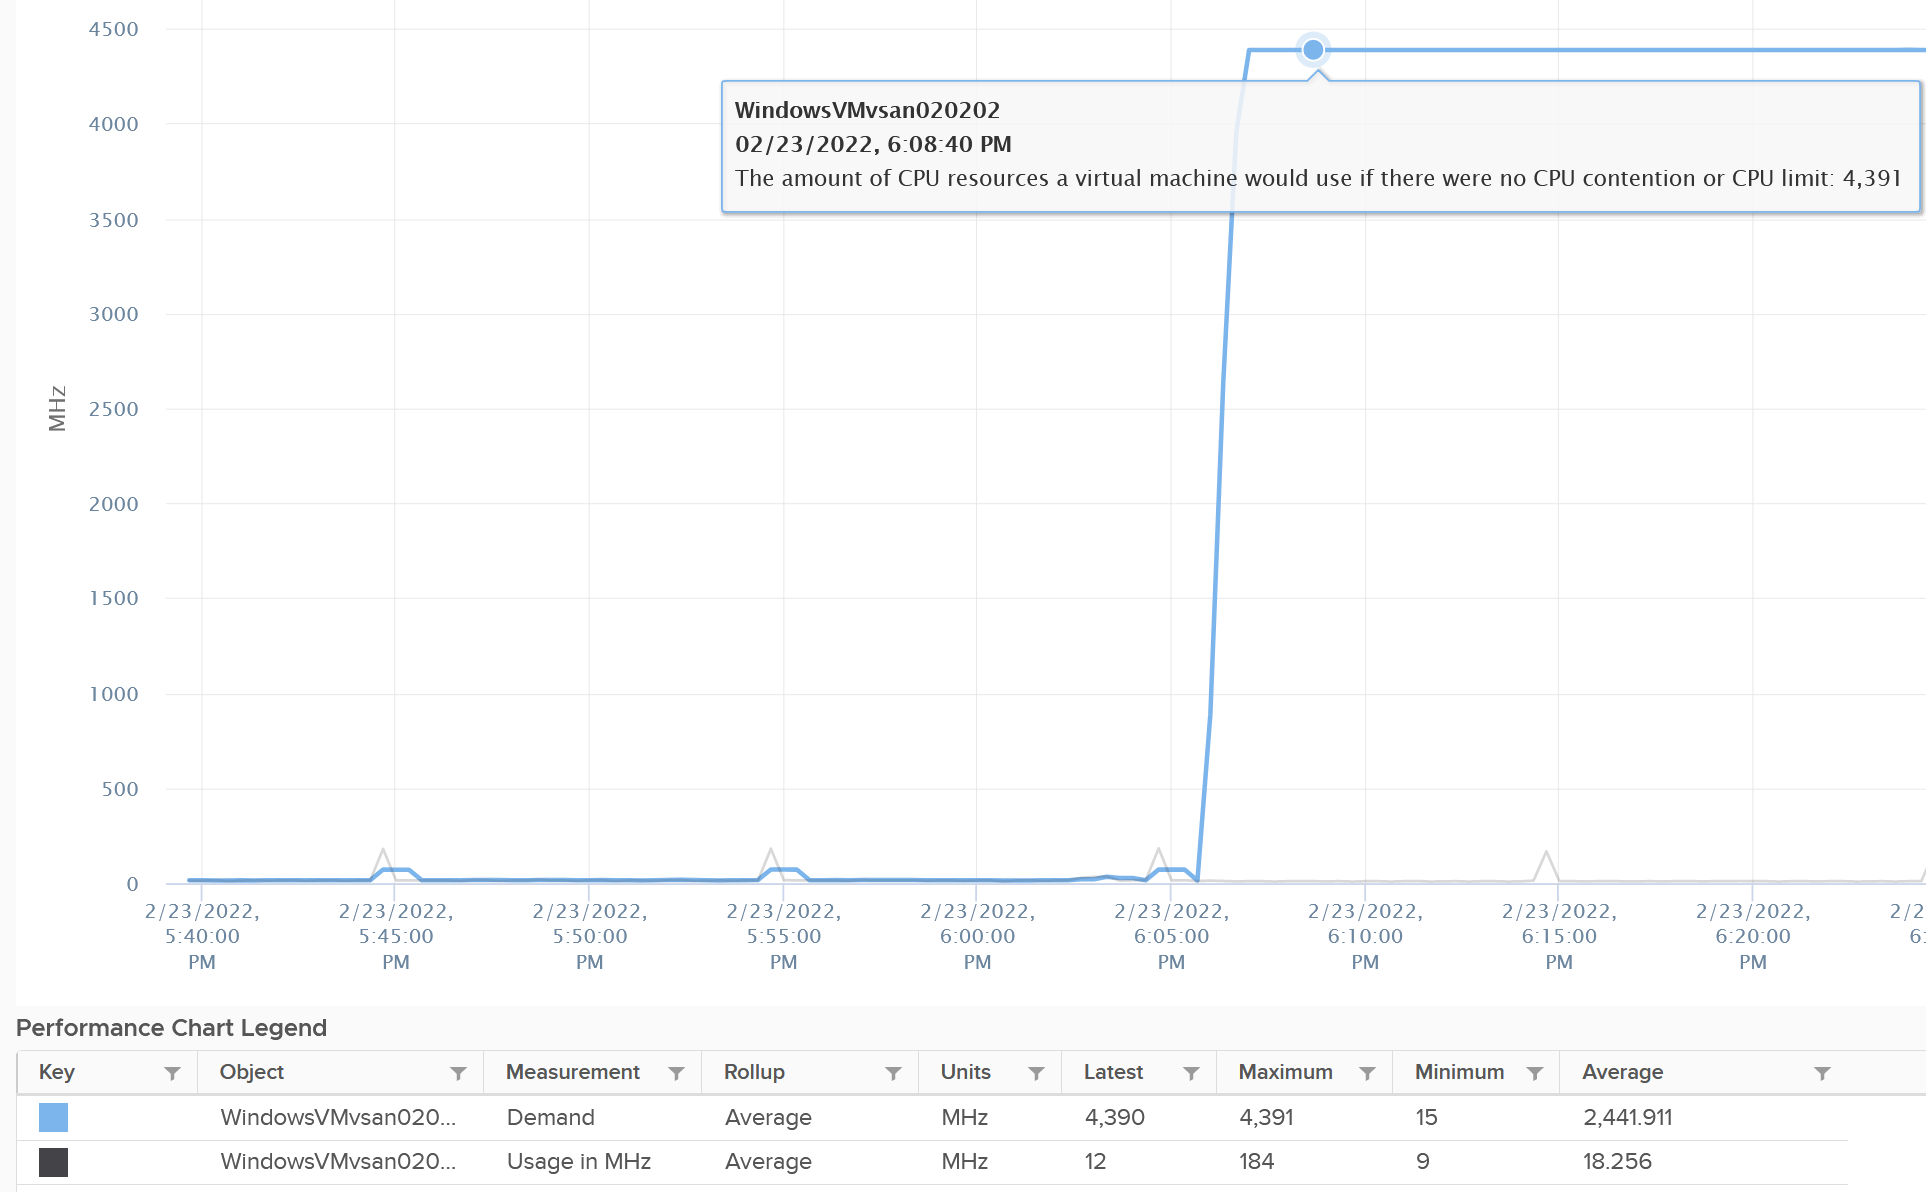 4500
4000
3500
3000
2500
2000
1500
1000
500
0
MHz
WindowsVMvsan020202
02/23/2022, 6:08:40 PM
The amount of CPU resources a virtual machine would use if there were no CPU contention or CPU limit: 4,391
2/23/2022, 2/23/2022, 2/23/2022, 2/23/2022, 2/23/2022, 2/23/2022, 2/23/2022, 2/23/2022, 2/23/2022, 2/2
5:40:00 5:45:00 5:50:00 5:55:00 6:00:00 6:05:00 6:10:00 6:15:00 6:20:00 6:
PM PM PM PM PM PM PM PM PM
Performance Chart Legend
Key Object Measurement Rollup Units Latest Maximum Minimum Average
WindowsVMvsan020... Demand Average MHz 4,390 4,391 15 2,441.911
WindowsVMvsan020... Usage in MHz Average MHz 12 184 9 18.256